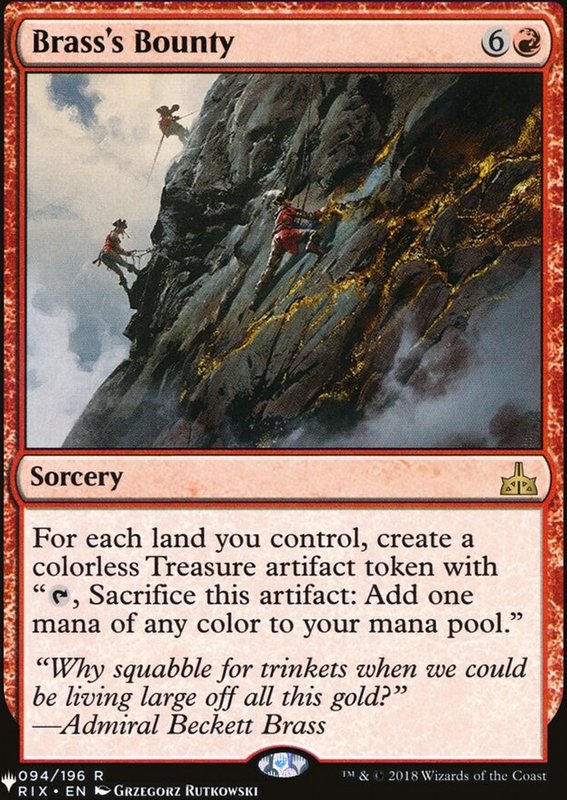 Brass's Bounty 6
Sorcery
For each land you control, create a
colorless Treasure artifact token with
“, Sacrifice this artifact: Add one
mana of any color to your mana pool.”
“Why squabble for trinkets when we could
be living large off all this gold?”
—Admiral Beckett Brass
094/196 R
RIX • EN Grzegorz Rutkowski
™ & © 2018 Wizards of the Coast